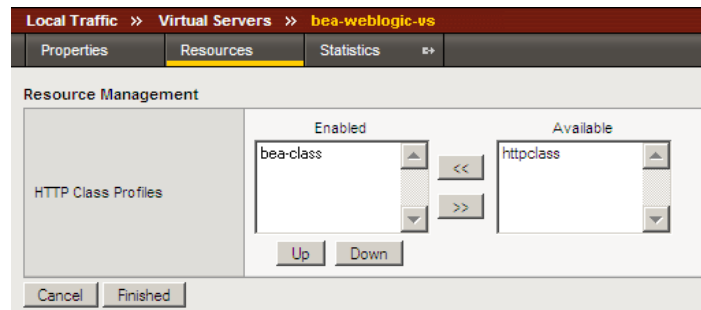 Local Traffic » Virtual Servers » bea-weblogic-vs
Properties Resources Statistics
Resource Management
Enabled Available
bea-class << httpclass
HTTP Class Profiles
>>
Up Down
Cancel Finished